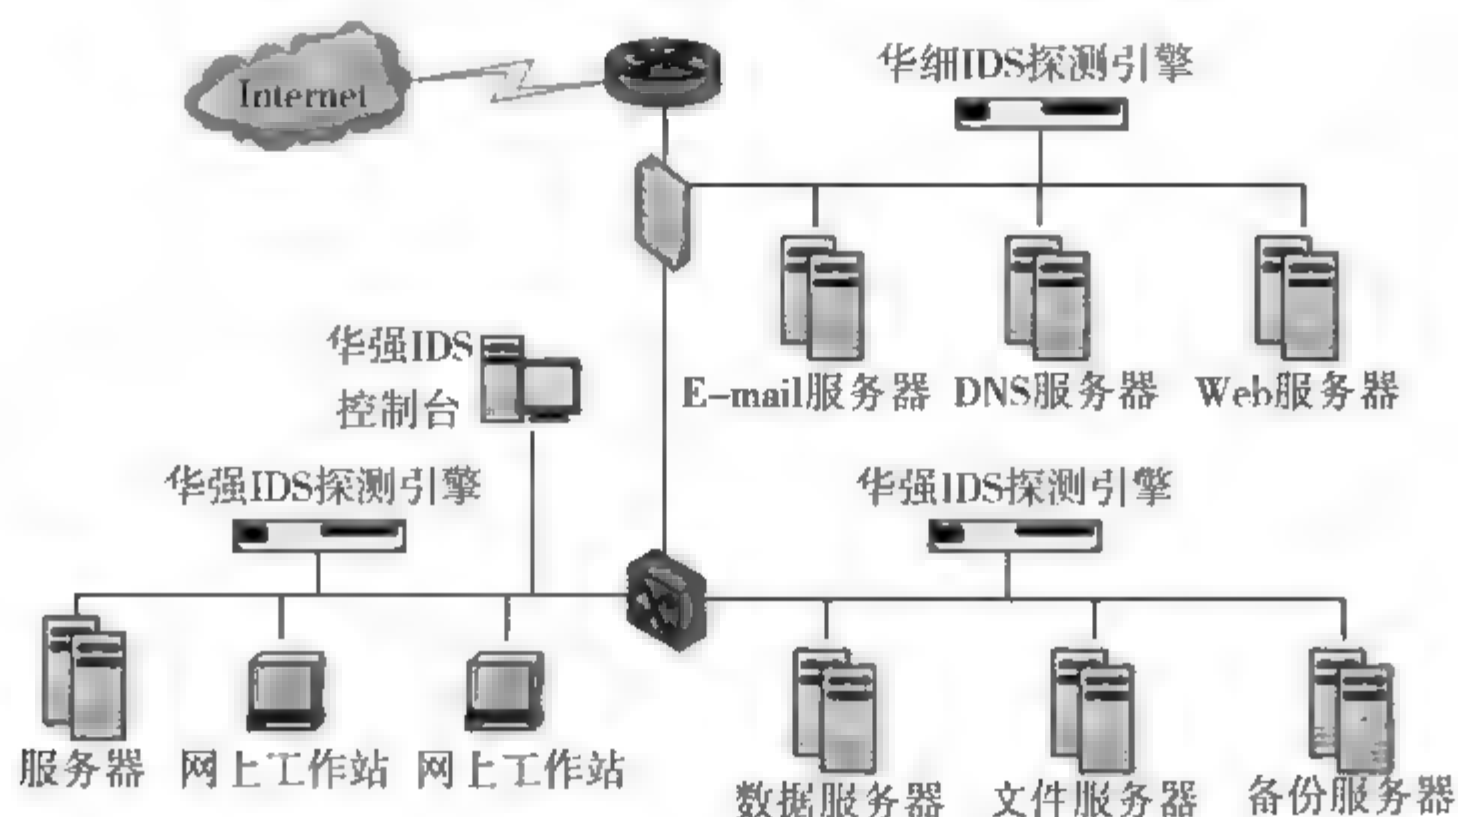 Internet
华细IDS探测引擎
E-mail服务器
DNS服务器
Web服务器
华强IDS
控制台
华强IDS探测引擎
华强IDS探测引擎
服务器
网上工作站
网上工作站
数据服务器
文件服务器
备份服务器